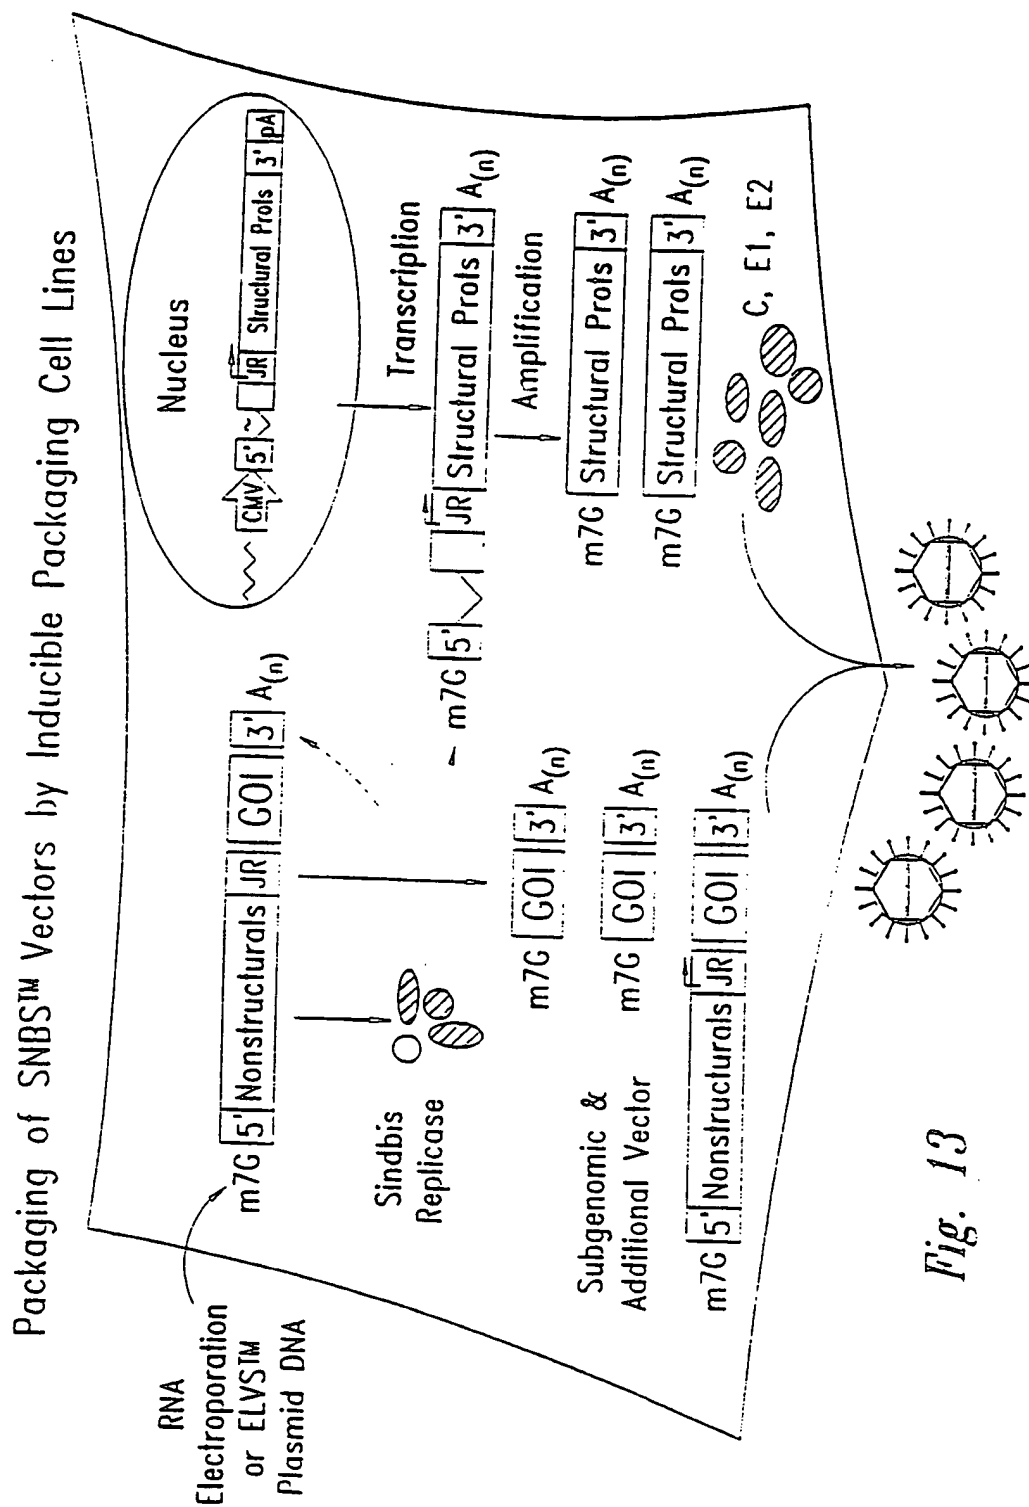 Packaging of SNBS™ Vectors by Inducible Packaging Cell Lines
RNA
Electroporation
or ELVS™
Plasmid DNA
m7G 5' Nonstructurals JR GOI 3' A(n)
Sindbis
Replicase
Nucleus
CMV 5' JR Structural Prots 3' pA
Transcription
m7G 5' JR Structural Prots 3' A(n)
Amplification
m7G Structural Prots 3' A(n)
m7G Structural Prots 3' A(n)
C, E1, E2
m7G GOI 3' A(n)
m7G GOI 3' A(n)
Subgenomic &
Additional Vector
m7G 5' Nonstructurals JR GOI 3' A(n)
Fig. 13